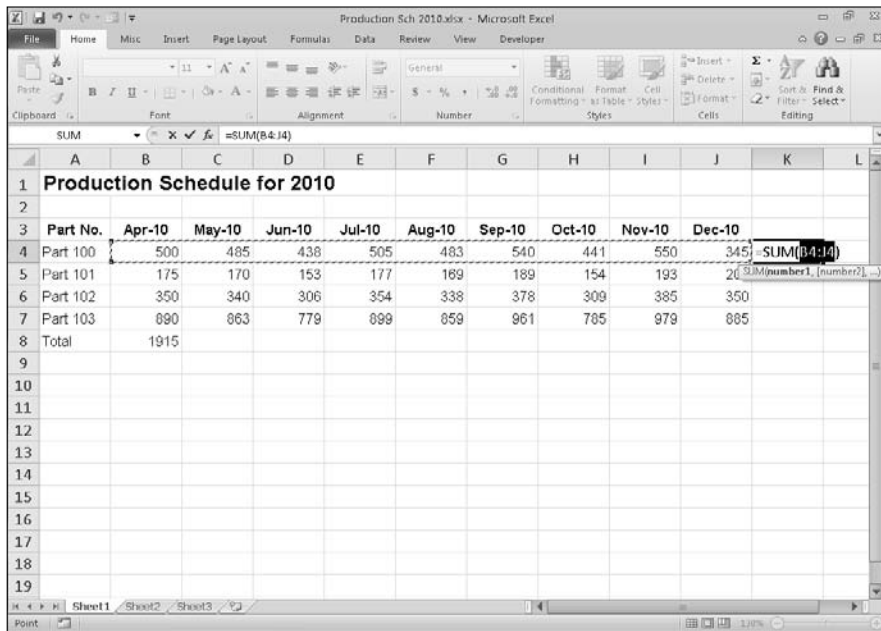 Production Sch 2010.xlsx - Microsoft Excel
File Home Misc Insert Page Layout Formulas Data Review View Developer
Paste
11 A A
General
Conditional Formatting Format as Table Cell Styles
Insert
Delete
Format
Σ
Sort & Filter Find & Select
B I U A
$ % ,
Clipboard Font Alignment Number Styles Cells Editing
SUM fx =SUM(B4:J4)
A B C D E F G H I J K L
1 Production Schedule for 2010
2
3 Part No. Apr-10 May-10 Jun-10 Jul-10 Aug-10 Sep-10 Oct-10 Nov-10 Dec-10
4 Part 100 500 485 438 505 483 540 441 550 345 =SUM(B4:J4)
5 Part 101 175 170 153 177 169 189 154 193
SUM(number1, [number2], ...)
6 Part 102 350 340 306 354 338 378 309 385 350
7 Part 103 890 863 779 899 859 961 785 979 885
8 Total 1915
9
10
11
12
13
14
15
16
17
18
19
Sheet1 Sheet2 Sheet3
Point 130%